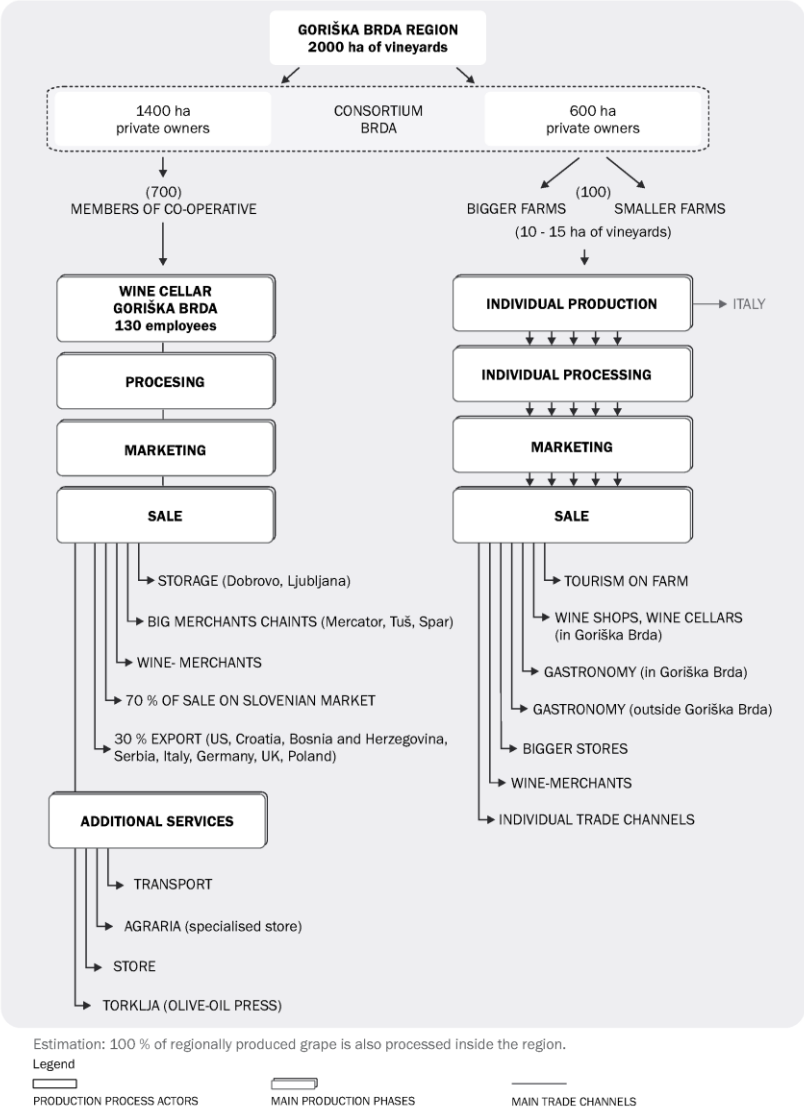 GORIŠKA BRDA REGION
2000 ha of vineyards
1400 ha
private owners
CONSORTIUM
BRDA
600 ha
private owners
(700)
MEMBERS OF CO-OPERATIVE
(100)
BIGGER FARMS
SMALLER FARMS
(10 - 15 ha of vineyards)
WINE CELLAR
GORIŠKA BRDA
130 employees
PROCESING
MARKETING
SALE
STORAGE (Dobrovo, Ljubljana)
BIG MERCHANTS CHAINTS (Mercator, Tuš, Spar)
WINE- MERCHANTS
70 % OF SALE ON SLOVENIAN MARKET
30 % EXPORT (US, Croatia, Bosnia and Herzegovina,
Serbia, Italy, Germany, UK, Poland)
ADDITIONAL SERVICES
TRANSPORT
AGRARIA (specialised store)
STORE
TORKLJA (OLIVE-OIL PRESS)
INDIVIDUAL PRODUCTION
ITALY
INDIVIDUAL PROCESSING
MARKETING
SALE
TOURISM ON FARM
WINE SHOPS, WINE CELLARS
(in Goriška Brda)
GASTRONOMY (in Goriška Brda)
GASTRONOMY (outside Goriška Brda)
BIGGER STORES
WINE-MERCHANTS
INDIVIDUAL TRADE CHANNELS
Estimation: 100 % of regionally produced grape is also processed inside the region.
Legend
PRODUCTION PROCESS ACTORS
MAIN PRODUCTION PHASES
MAIN TRADE CHANNELS